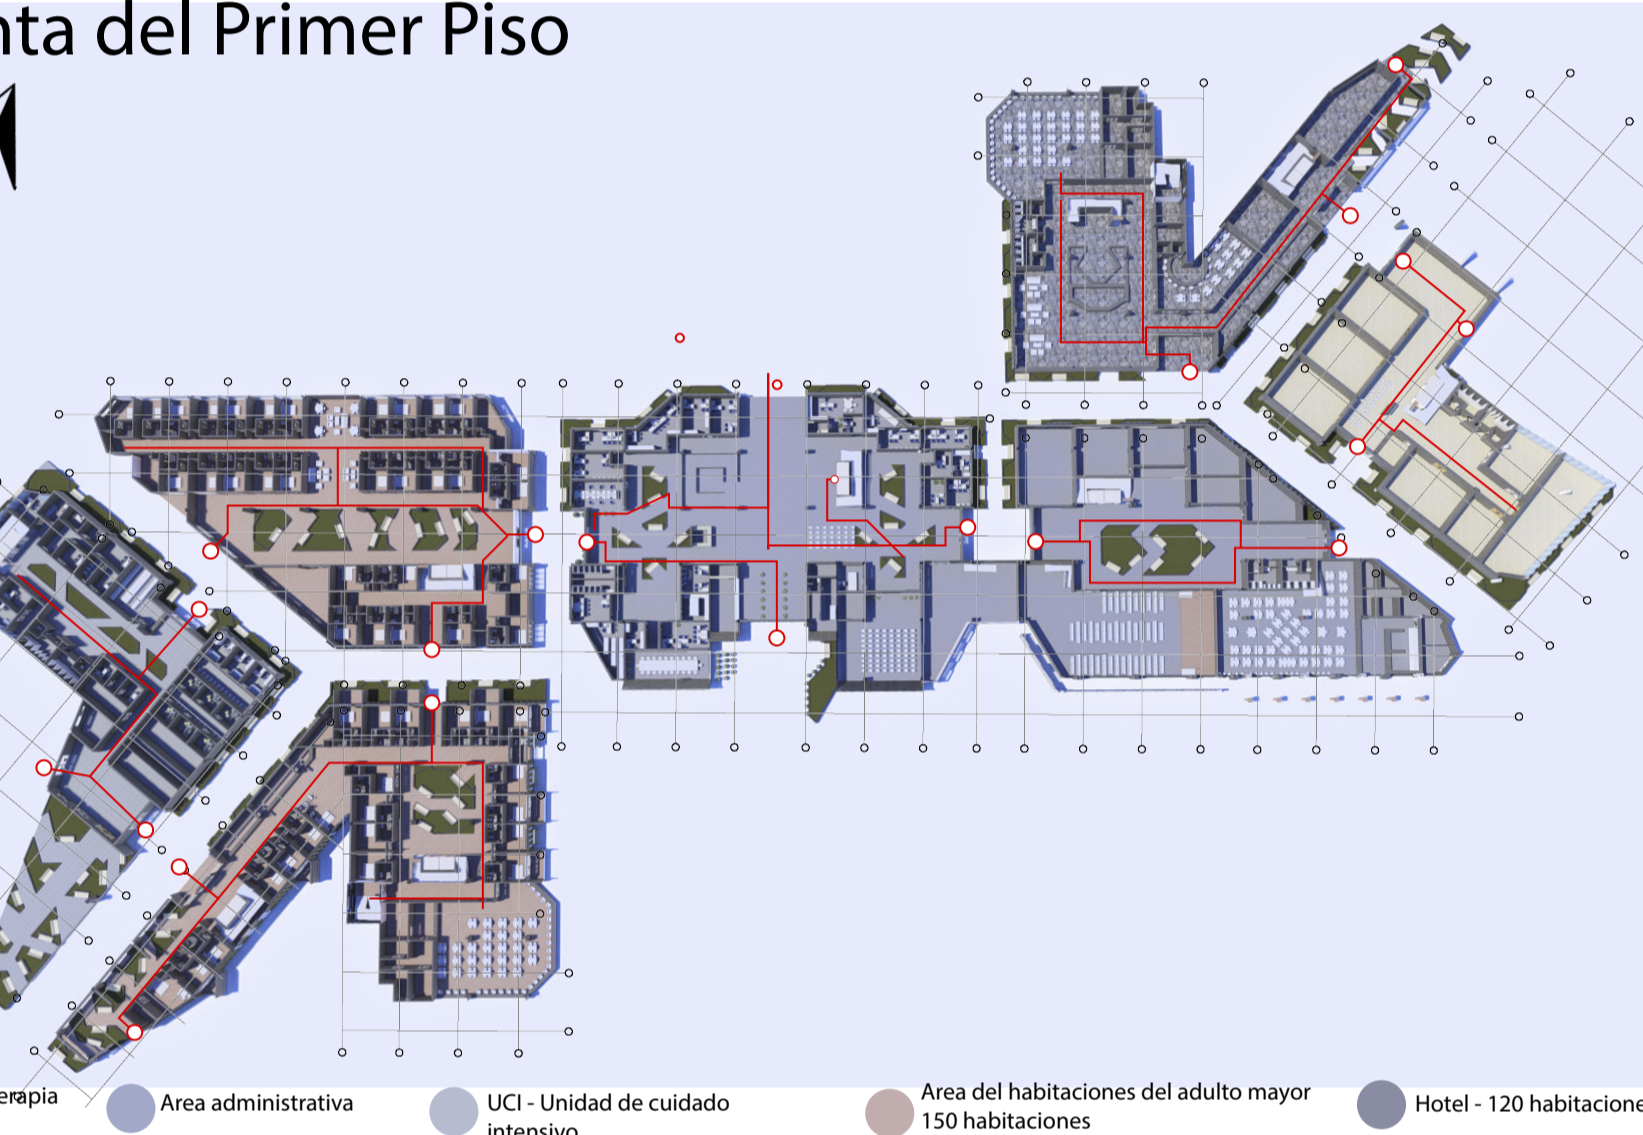 nta del Primer Piso
erapia
Area administrativa
UCI - Unidad de cuidado
intensivo
Area del habitaciones del adulto mayor
150 habitaciones
Hotel - 120 habitacione